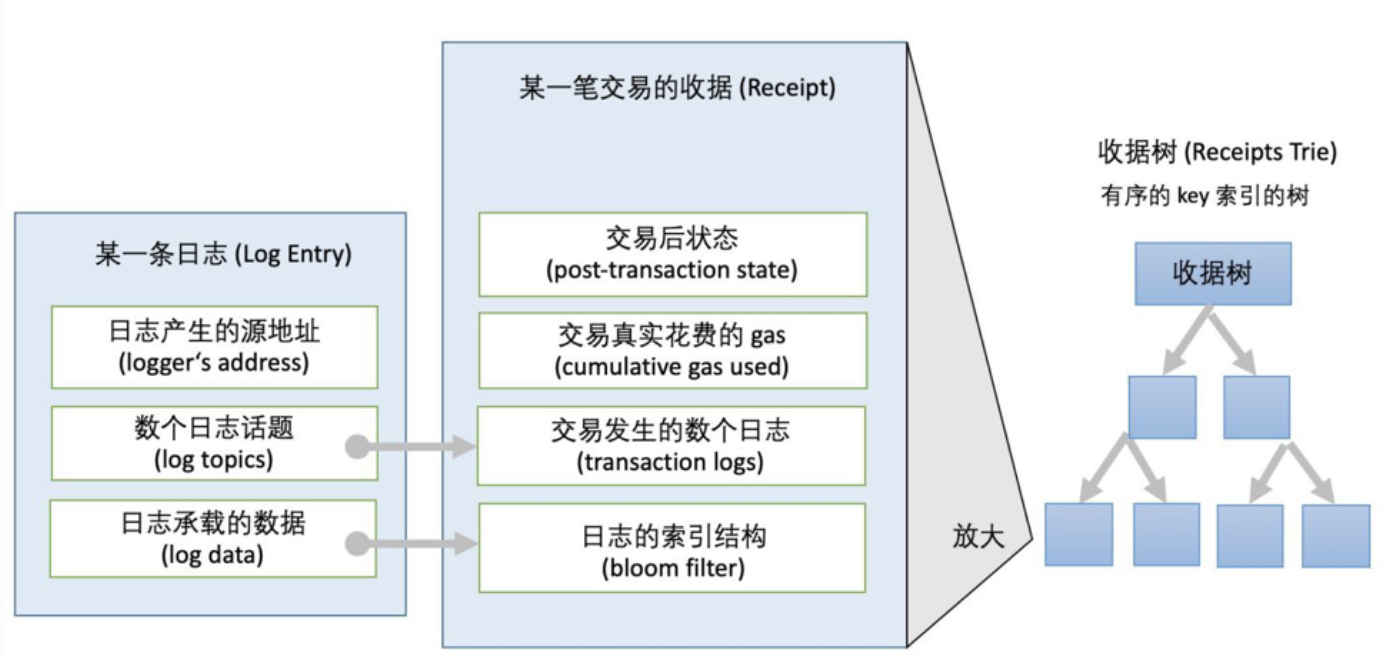 某一笔交易的收据 (Receipt)
收据树 (Receipts Trie)
有序的 key 索引的树
某一条日志 (Log Entry)
交易后状态
(post-transaction state)
收据树
日志产生的源地址
(logger‘s address)
交易真实花费的 gas
(cumulative gas used)
数个日志话题
(log topics)
交易发生的数个日志
(transaction logs)
日志承载的数据
(log data)
日志的索引结构
(bloom filter)
放大